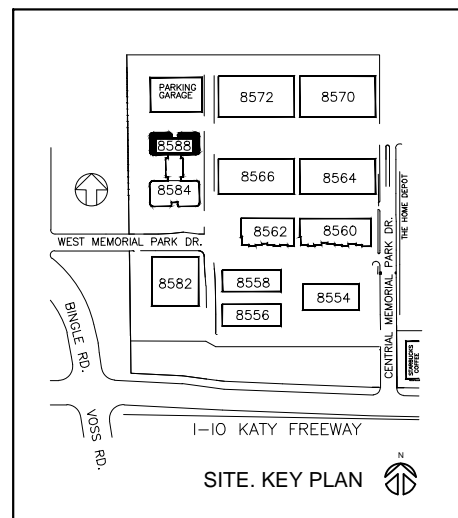 PARKING
GARAGE
8572
8570
8588
8584
8566
8564
8562
8560
WEST MEMORIAL PARK DR.
THE HOME DEPOT
CENTRIAL MEMORIAL PARK DR.
8582
8558
8554
8556
BINGLE RD.
STARBUCKS
COFFEE
VOSS RD.
I-10 KATY FREEWAY
SITE. KEY PLAN
N